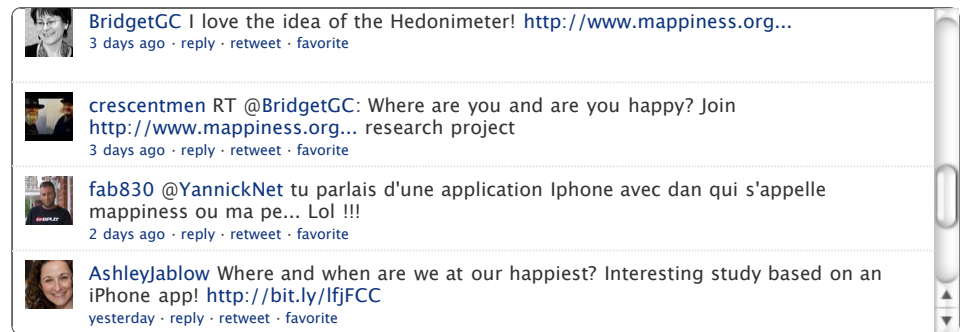 BridgetGC I love the idea of the Hedonimeter! http://www.mappiness.org...
3 days ago · reply · retweet · favorite
crescentmen RT @BridgetGC: Where are you and are you happy? Join
http://www.mappiness.org... research project
3 days ago · reply · retweet · favorite
fab830 @YannickNet tu parlais d'une application Iphone avec dan qui s'appelle
mappiness ou ma pe... Lol !!!
2 days ago · reply · retweet · favorite
AshleyJablow Where and when are we at our happiest? Interesting study based on an
iPhone app! http://bit.ly/lfjFCC
yesterday · reply · retweet · favorite